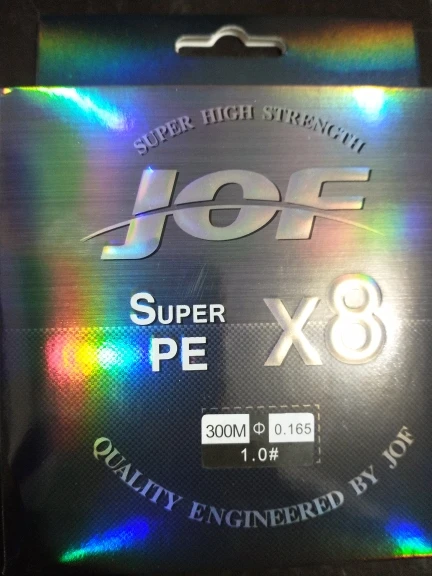 SUPER HIGH STRENGTH
JOF
SUPER
PE
X8
300M Φ 0.165
1.0#
QUALITY ENGINEERED BY JOF